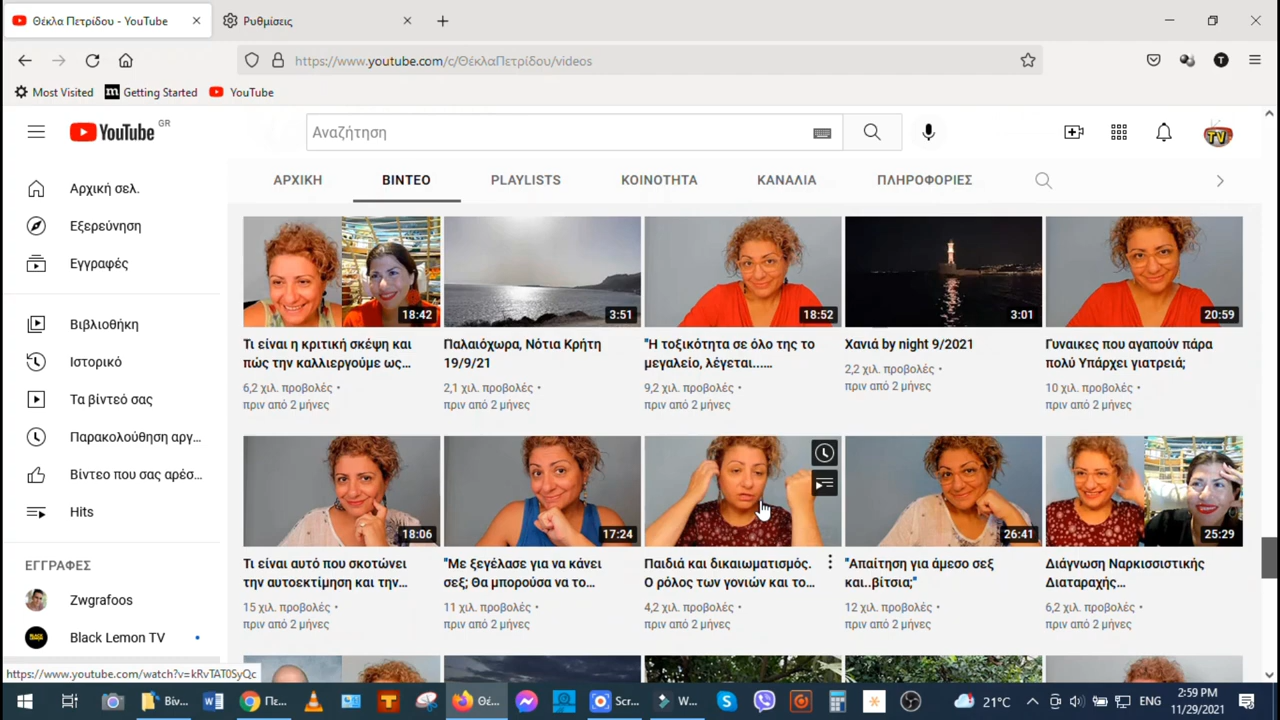 Θέκλα Πετρίδου - YouTube
Ρυθμίσεις
https://www.youtube.com/c/ΘέκλαΠετρίδου/videos
Most Visited
Getting Started
YouTube
YouTube GR
Αναζήτηση
TV
Αρχική σελ.
Εξερεύνηση
Εγγραφές
Βιβλιοθήκη
Ιστορικό
Τα βίντεό σας
Παρακολούθηση αργ...
Βίντεο που σας αρέσ...
Hits
ΕΓΓΡΑΦΕΣ
Zwgrafoos
Black Lemon TV
ΑΡΧΙΚΗ
ΒΙΝΤΕΟ
PLAYLISTS
ΚΟΙΝΟΤΗΤΑ
ΚΑΝΑΛΙΑ
ΠΛΗΡΟΦΟΡΙΕΣ
18:42
Τι είναι η κριτική σκέψη και
πώς την καλλιεργούμε ως...
6,2 χιλ. προβολές •
πριν από 2 μήνες
3:51
Παλαιόχωρα, Νότια Κρήτη
19/9/21
2,1 χιλ. προβολές •
πριν από 2 μήνες
18:52
"Η τοξικότητα σε όλο της το
μεγαλείο, λέγεται......
9,2 χιλ. προβολές •
πριν από 2 μήνες
3:01
Χανιά by night 9/2021
2,2 χιλ. προβολές •
πριν από 2 μήνες
20:59
Γυναικες που αγαπούν πάρα
πολύ Υπάρχει γιατρειά;
10 χιλ. προβολές •
πριν από 2 μήνες
18:06
Τι είναι αυτό που σκοτώνει
την αυτοεκτίμηση και την...
15 χιλ. προβολές •
πριν από 2 μήνες
17:24
"Με ξεγέλασε για να κάνει
σεξ; Θα μπορούσα να το...
11 χιλ. προβολές •
πριν από 2 μήνες
Παιδιά και δικαιωματισμός.
Ο ρόλος των γονιών και το...
4,2 χιλ. προβολές •
πριν από 2 μήνες
26:41
"Απαίτηση για άμεσο σεξ
και..βίτσια;"
12 χιλ. προβολές •
πριν από 2 μήνες
25:29
Διάγνωση Ναρκισσιστικής
Διαταραχής...
6,2 χιλ. προβολές •
πριν από 2 μήνες
https://www.youtube.com/watch?v=kRvTAT0SyQc
Βίν...
Πε...
Θέ...
Scr...
W...
21°C
ENG
2:59 PM
11/29/2021